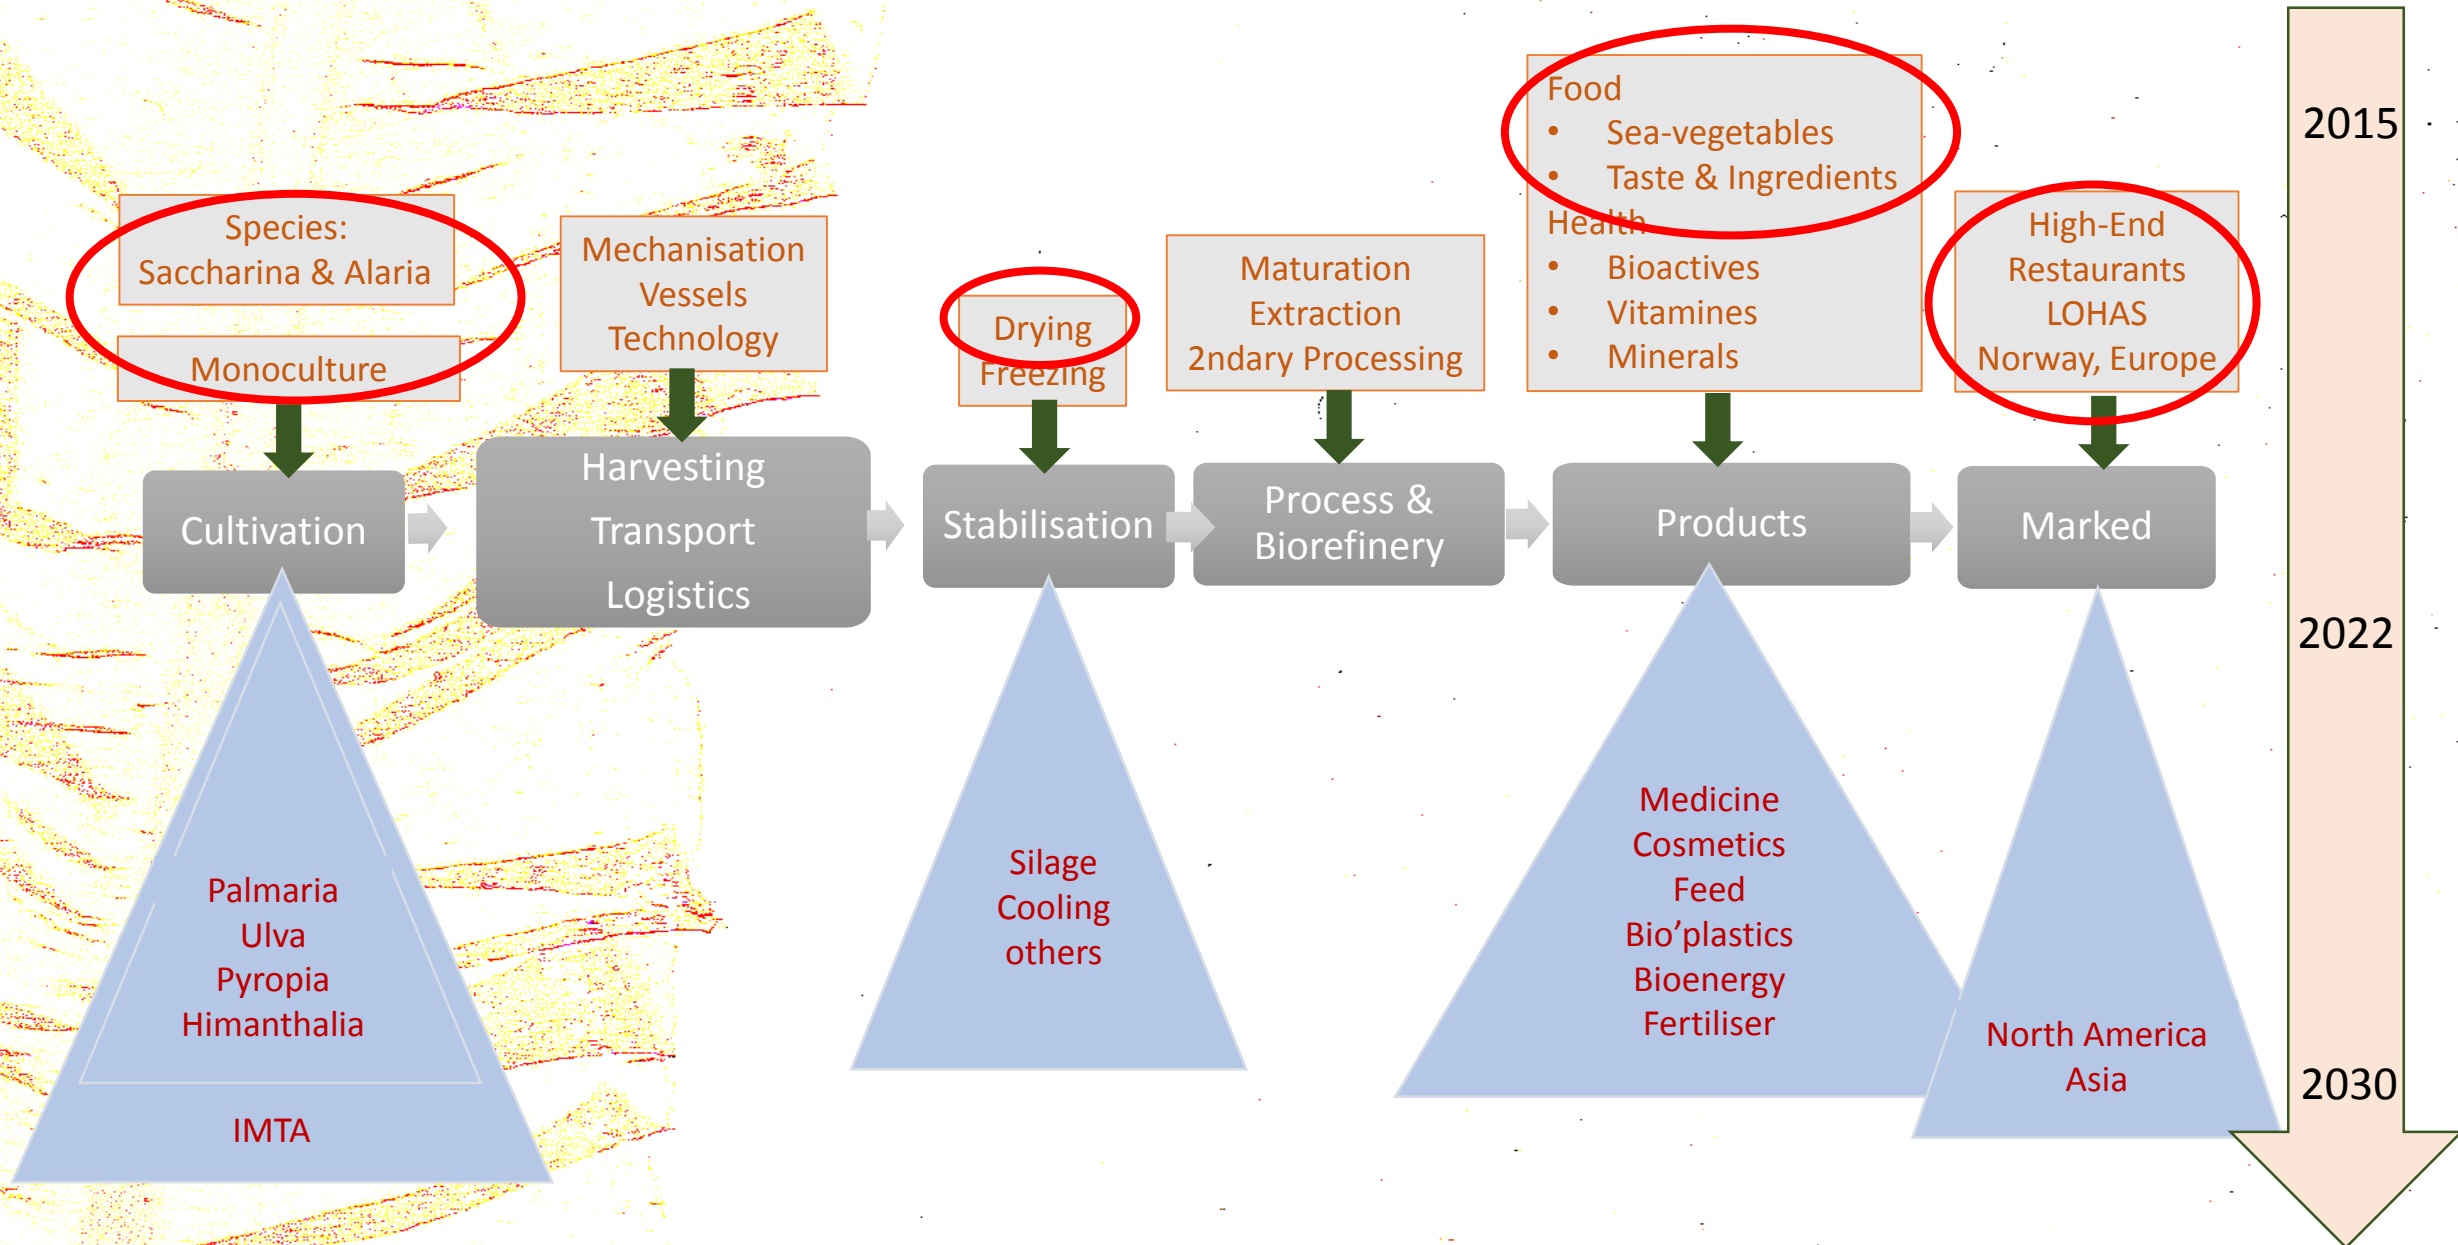 Species:
Saccharina & Alaria
Monoculture
Mechanisation
Vessels
Technology
Drying
Freezing
Maturation
Extraction
2ndary Processing
Food
• Sea-vegetables
• Taste & Ingredients
Health
• Bioactives
• Vitamines
• Minerals
High-End
Restaurants
LOHAS
Norway, Europe
2015
Cultivation
Harvesting
Transport
Logistics
Stabilisation
Process &
Biorefinery
Products
Marked
2022
Palmaria
Ulva
Pyropia
Himanthalia
IMTA
Silage
Cooling
others
Medicine
Cosmetics
Feed
Bio’plastics
Bioenergy
Fertiliser
North America
Asia
2030